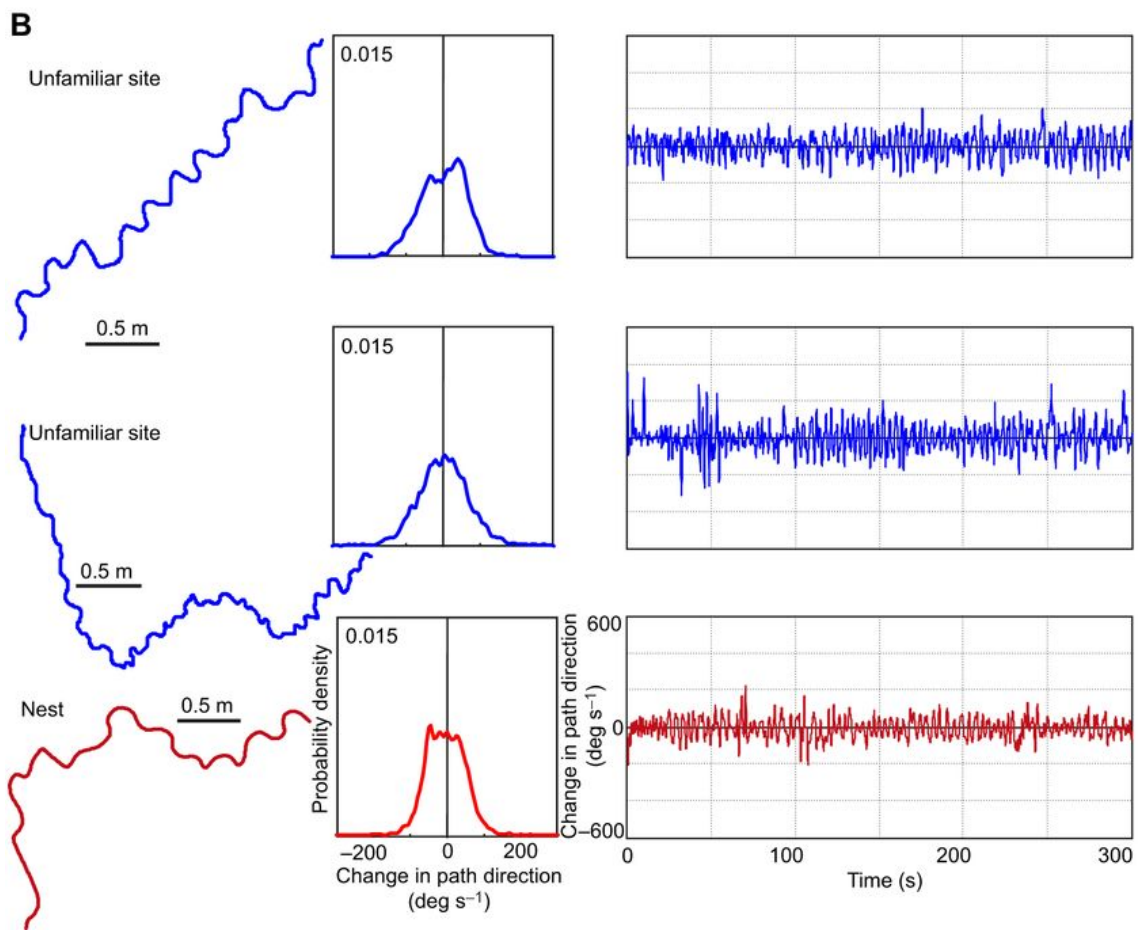 B
Unfamiliar site
0.015
0.5 m
Unfamiliar site
0.015
0.5 m
Nest
0.5 m
0.015
Probability density
–200 0 200
Change in path direction
(deg s⁻¹)
Change in path direction
(deg s⁻¹)
600
0
–600
0 100 200 300
Time (s)